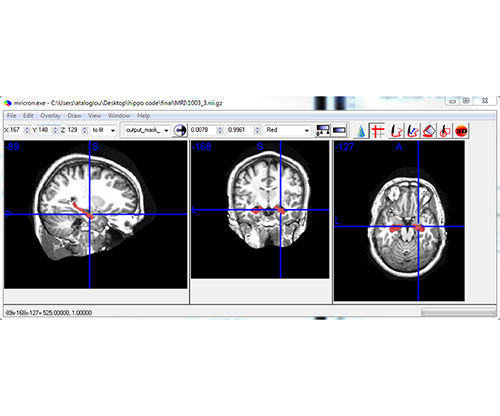 mricron.exe - C:\Users\ataloglou\Desktop\hippo code\final\MRI\1003_3.nii.gz
File Edit Overlay Draw View Window Help
X 167 Y 148 Z 129 to fit output_mask_ 0.0078 0.9961 Red 3D
-89 S -168 S -127 A
L L
-89x-168x-127= 525.00000, 1.00000